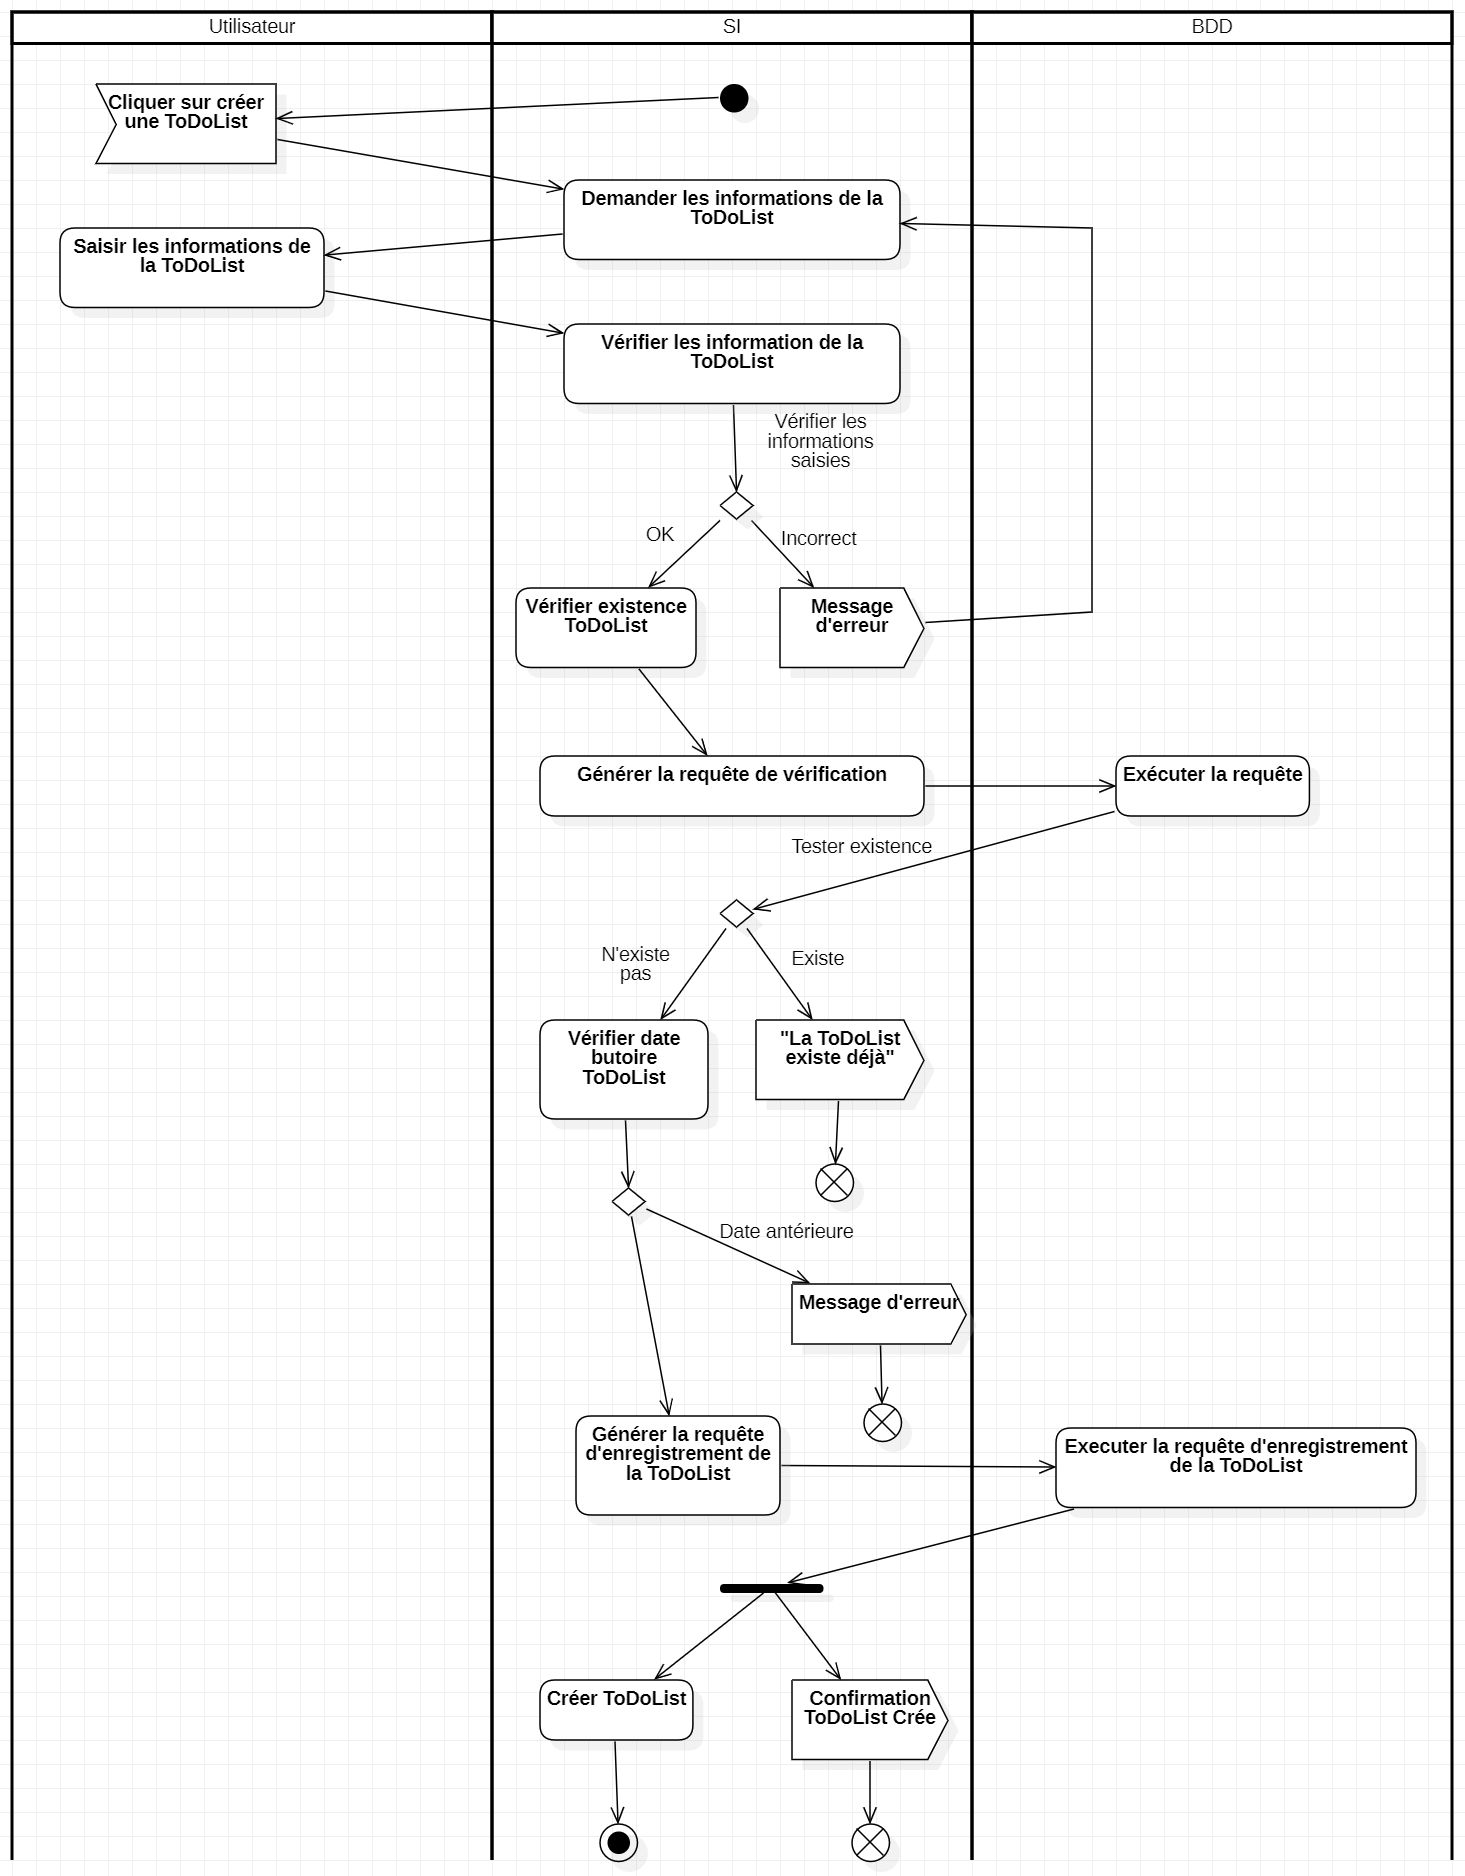 Utilisateur
SI
BDD
Cliquer sur créer
une ToDoList
Demander les informations de la
ToDoList
Saisir les informations de
la ToDoList
Vérifier les information de la
ToDoList
Vérifier les
informations
saisies
OK
Incorrect
Vérifier existence
ToDoList
Message
d'erreur
Générer la requête de vérification
Exécuter la requête
Tester existence
N'existe
pas
Existe
Vérifier date
butoire
ToDoList
"La ToDoList
existe déjà"
Date antérieure
Message d'erreur
Générer la requête
d'enregistrement de
la ToDoList
Executer la requête d'enregistrement
de la ToDoList
Créer ToDoList
Confirmation
ToDoList Crée